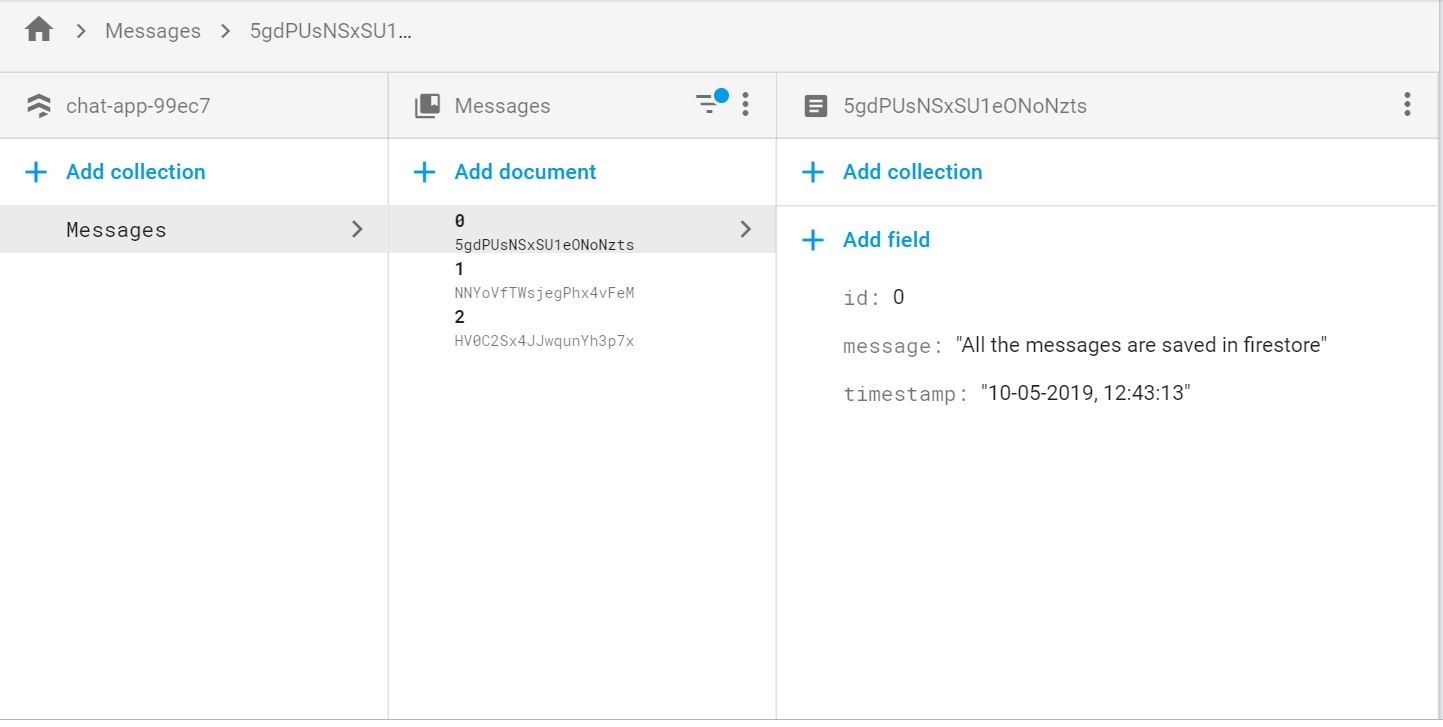 Messages
5gdPUsNSxSU1...
chat-app-99ec7
Messages
5gdPUsNSxSU1eONoNzts
Add collection
Add document
Add collection
Messages
0
5gdPUsNSxSU1eONoNzts
1
NNYoVfTWsjegPhx4vFeM
2
HV0C2Sx4JJwqunYh3p7x
Add field
id: 0
message: "All the messages are saved in firestore"
timestamp: "10-05-2019, 12:43:13"